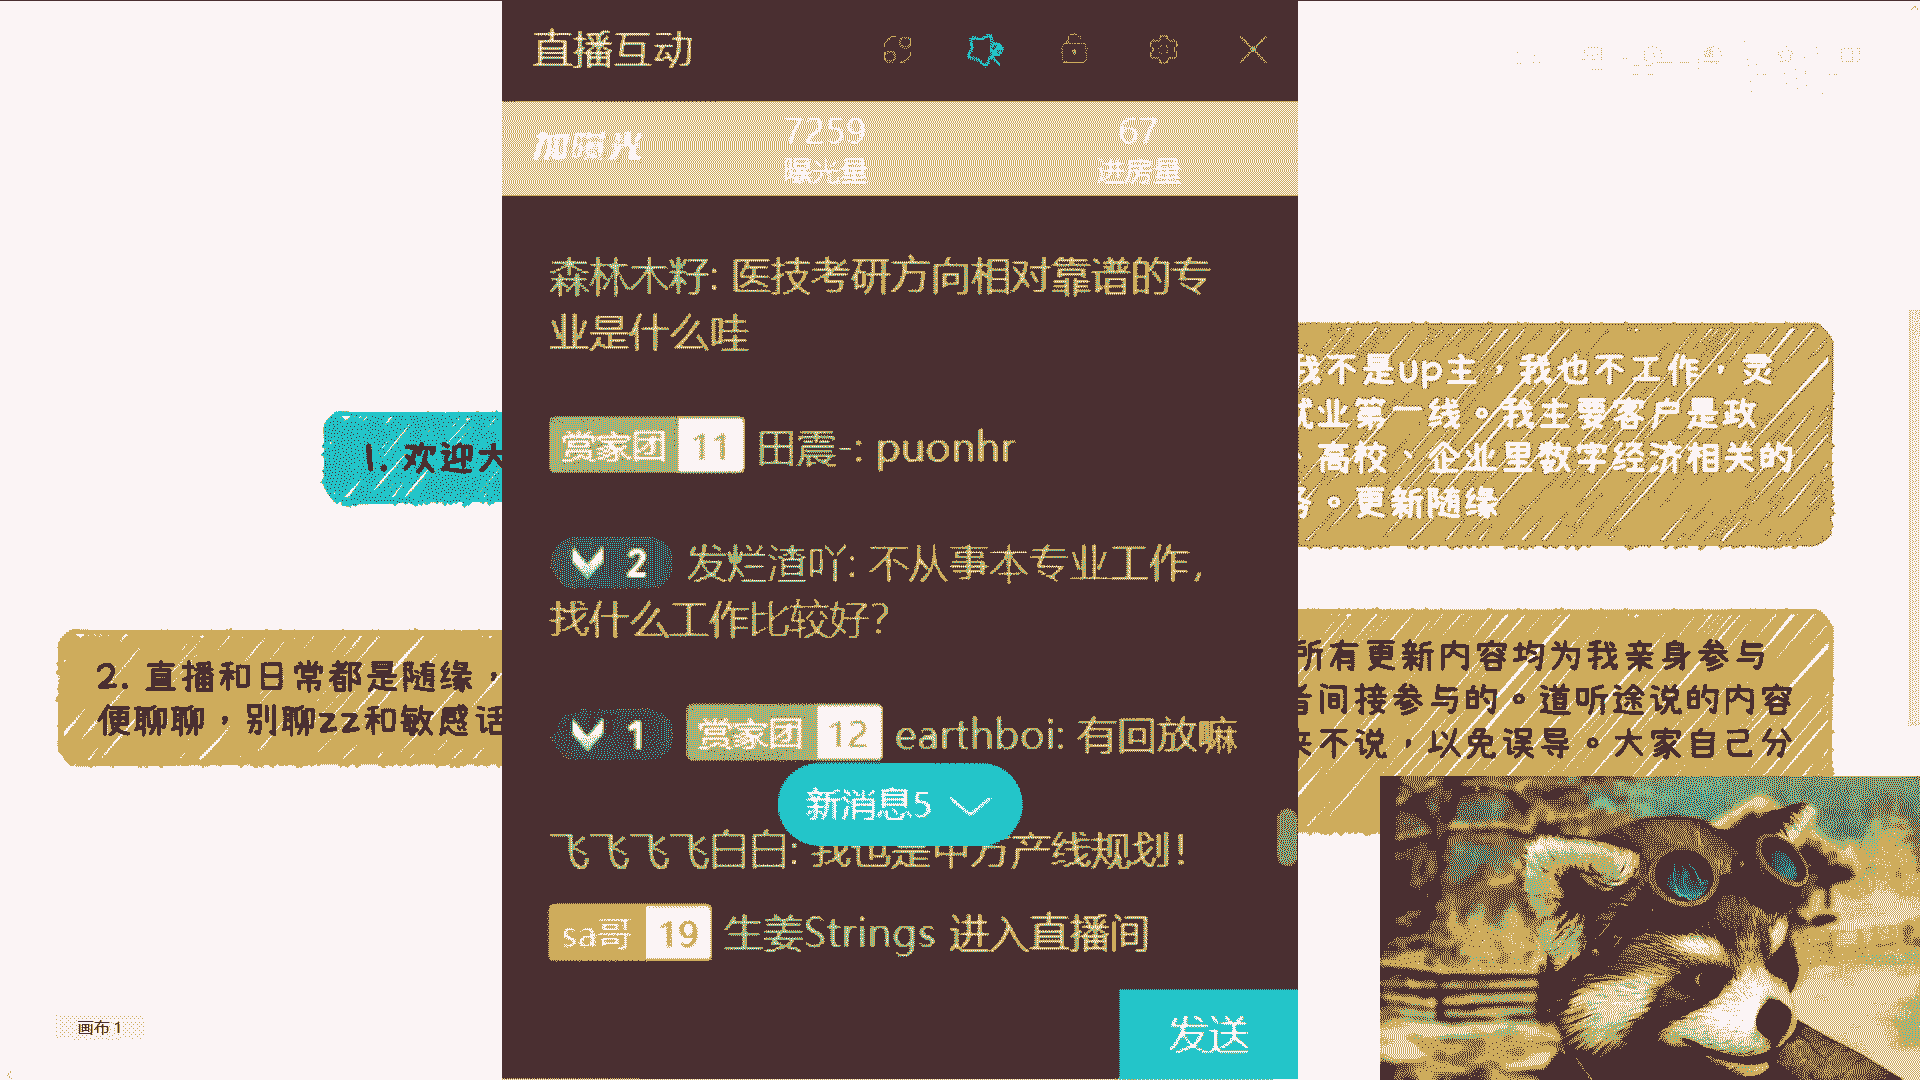 直播互动
加曝光
7259
67
曝光量
进房量
森林木籽: 医技考研方向相对靠谱的专
业是什么哇
赏家团 11 田震-: puonhr
2 发烂渣吖: 不从事本专业工作,
找什么工作比较好?
1 赏家团 12 earthboi: 有回放嘛
新消息5
飞飞飞飞白白: 我也是甲方产线规划!
sa哥 19 生姜Strings 进入直播间
发送
1. 欢迎大
2. 直播和日常都是随缘，
便聊聊，别聊zz和敏感话
我不是up主，我也不工作，灵
就业第一线。我主要客户是政
、高校、企业里数字经济相关的
务。更新随缘
所有更新内容均为我亲身参与
者间接参与的。道听途说的内容
来不说，以免误导。大家自己分
画布 1